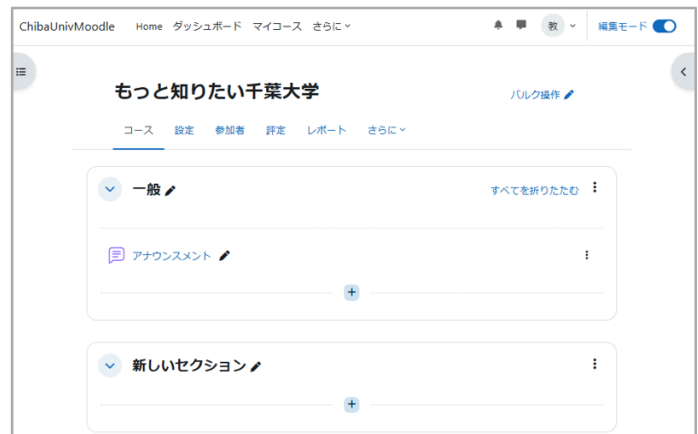 ChibaUnivMoodle Home ダッシュボード マイコース さらに 教 編集モード
もっと知りたい千葉大学 バルク操作
コース 設定 参加者 評定 レポート さらに
一般 すべてを折りたたむ
アナウンスメント
新しいセクション